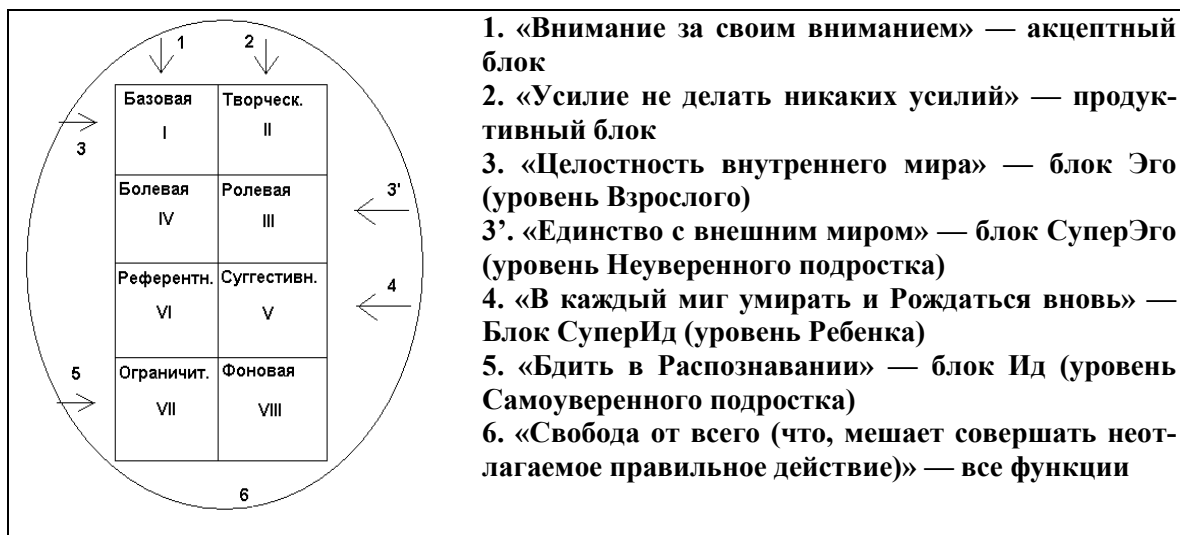 1
2
Базовая
Творческ.
I
II
3
Болевая
Ролевая
3'
IV
III
Референтн.
Суггестивн.
4
VI
V
5
Ограничит.
Фоновая
VII
VIII
6
1. «Внимание за своим вниманием» — акцептный
блок
2. «Усилие не делать никаких усилий» — продук-
тивный блок
3. «Целостность внутреннего мира» — блок Эго
(уровень Взрослого)
3’. «Единство с внешним миром» — блок СуперЭго
(уровень Неуверенного подростка)
4. «В каждый миг умирать и Рождаться вновь» —
Блок СуперИд (уровень Ребенка)
5. «Бдить в Распознавании» — блок Ид (уровень
Самоуверенного подростка)
6. «Свобода от всего (что, мешает совершать неот-
лагаемое правильное действие)» — все функции